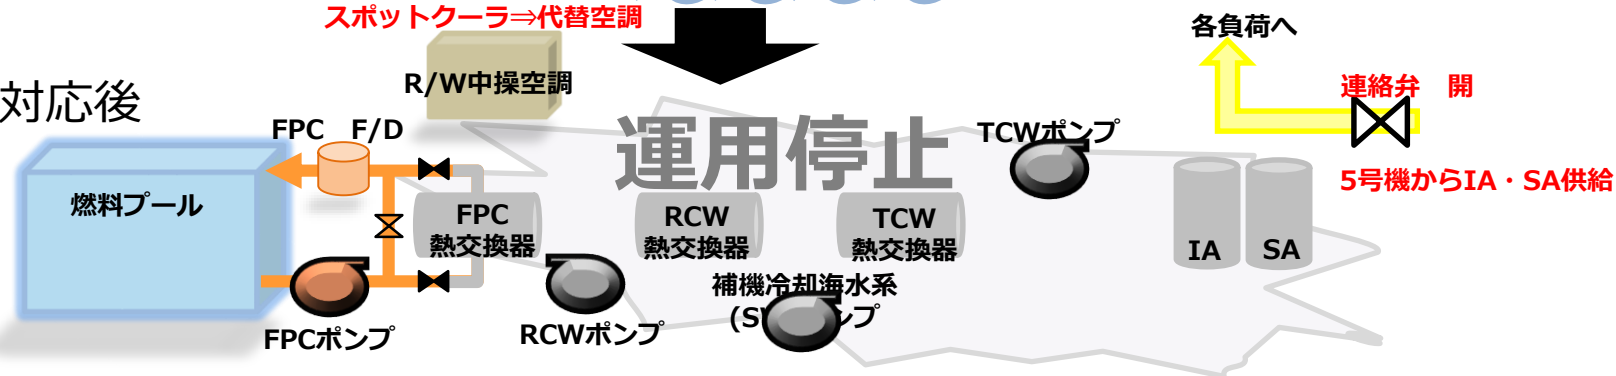 スポットクーラ⇒代替空調
各負荷へ
R/W中操空調
連絡弁　開
対応後
FPC　F/D
運用停止
TCWポンプ
5号機からIA・SA供給
燃料プール
FPC
熱交換器
RCW
熱交換器
TCW
熱交換器
IA
SA
補機冷却海水系
(S
ンプ
FPCポンプ
RCWポンプ